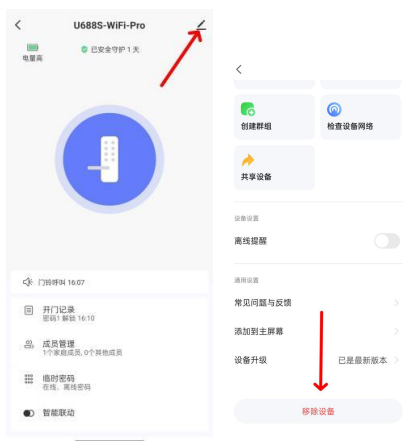 U688S-WiFi-Pro
电量高
已安全守护 1 天
门铃呼叫 16:07
开门记录
密码1 解锁 16:10
成员管理
1个家庭成员, 0个其他成员
临时密码
在线、离线密码
智能联动
创建群组
检查设备网络
共享设备
设备设置
离线提醒
通用设置
常见问题与反馈
添加到主屏幕
设备升级
已是最新版本
移除设备